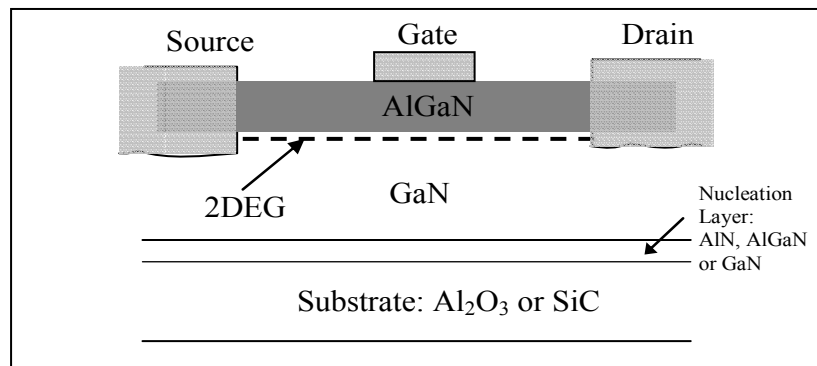 Source
Gate
Drain
AlGaN
2DEG
GaN
Nucleation
Layer:
AlN, AlGaN
or GaN
Substrate: Al₂O₃ or SiC